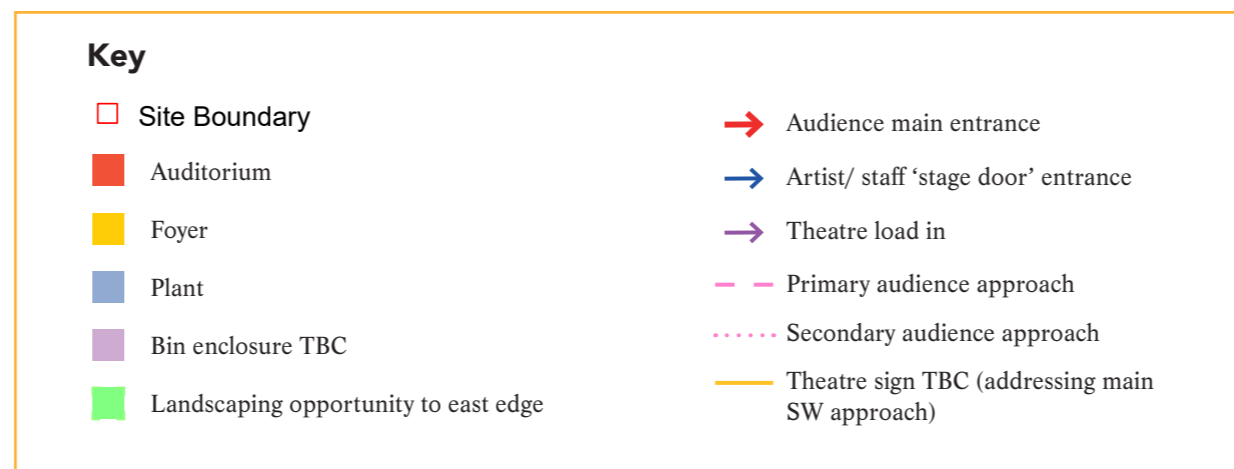 Key
Site Boundary
Auditorium
Foyer
Plant
Bin enclosure TBC
Landscaping opportunity to east edge
Audience main entrance
Artist/ staff ‘stage door’ entrance
Theatre load in
Primary audience approach
Secondary audience approach
Theatre sign TBC (addressing main
SW approach)